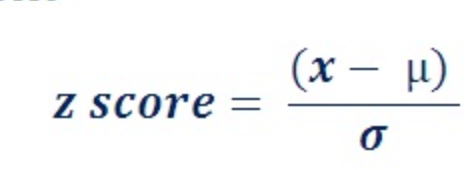 z score = (x − μ) / σ